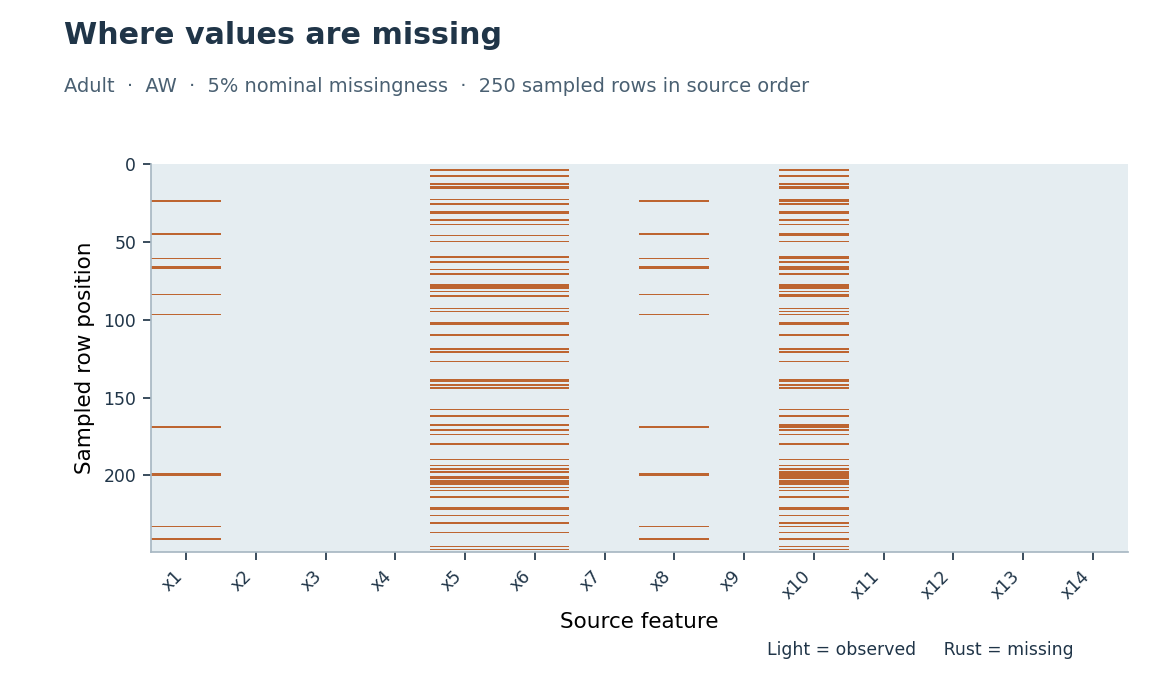 Where values are missing
Adult · AW · 5% nominal missingness · 250 sampled rows in source order
0
50
100
150
200
Sampled row position
x1 x2 x3 x4 x5 x6 x7 x8 x9 x10 x11 x12 x13 x14
Source feature
Light = observed Rust = missing